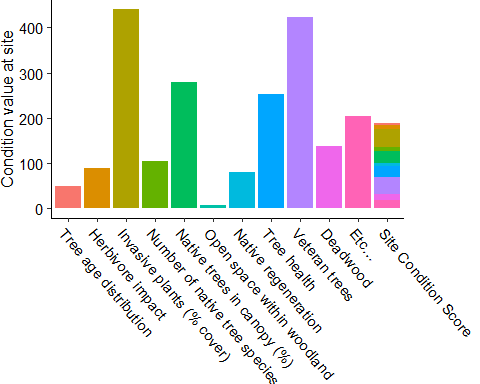 Condition value at site
400
300
200
100
0
Tree age distribution
Herbivore impact
Invasive plants (% cover)
Number of native tree species
Native trees in canopy (%)
Open space within woodland
Native regeneration
Tree health
Veteran trees
Deadwood
Etc...
Site Condition Score